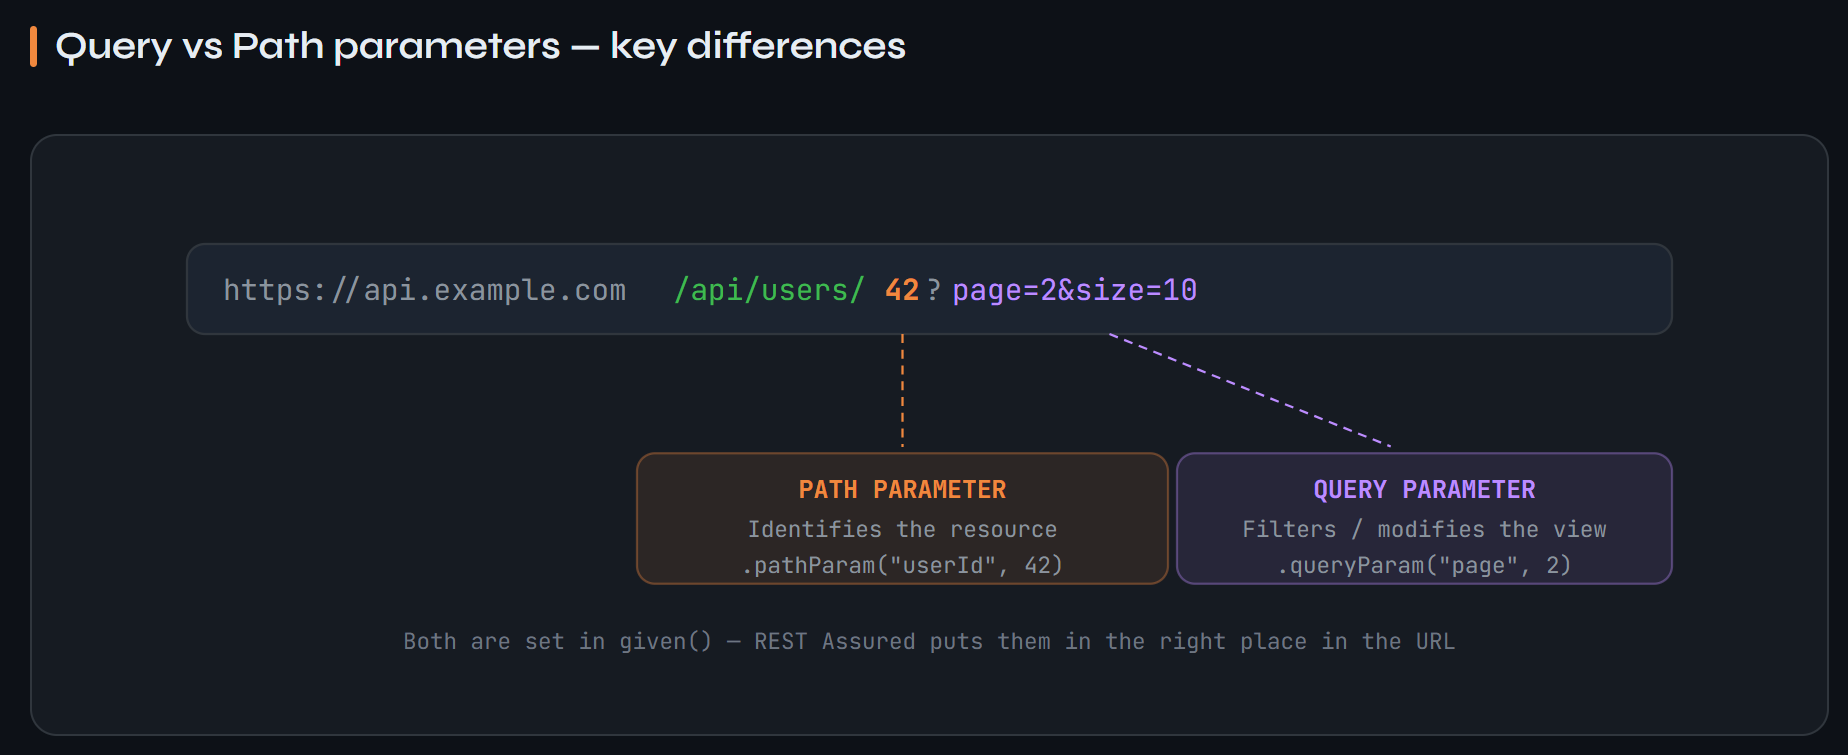 Query vs Path parameters — key differences
https://api.example.com /api/users/ 42 ? page=2&size=10
PATH PARAMETER
Identifies the resource
.pathParam("userId", 42)
QUERY PARAMETER
Filters / modifies the view
.queryParam("page", 2)
Both are set in given() — REST Assured puts them in the right place in the URL